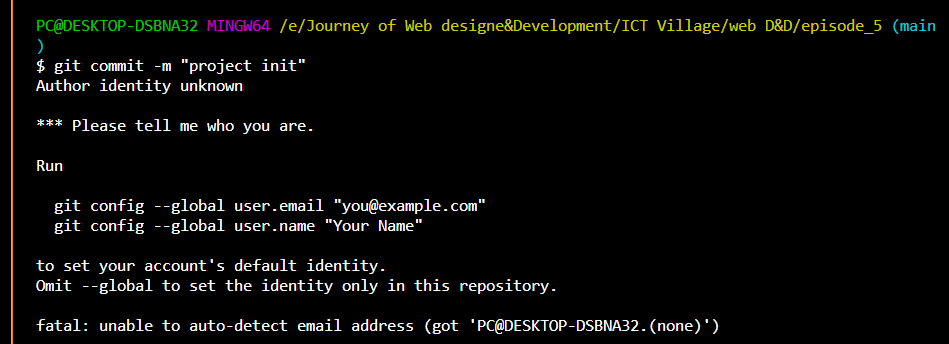 PC@DESKTOP-DSBNA32 MINGW64 /e/Journey of Web designe&Development/ICT Village/web D&D/episode_5 (main
)
$ git commit -m "project init"
Author identity unknown
*** Please tell me who you are.
Run
git config --global user.email "you@example.com"
git config --global user.name "Your Name"
to set your account's default identity.
Omit --global to set the identity only in this repository.
fatal: unable to auto-detect email address (got 'PC@DESKTOP-DSBNA32.(none)')